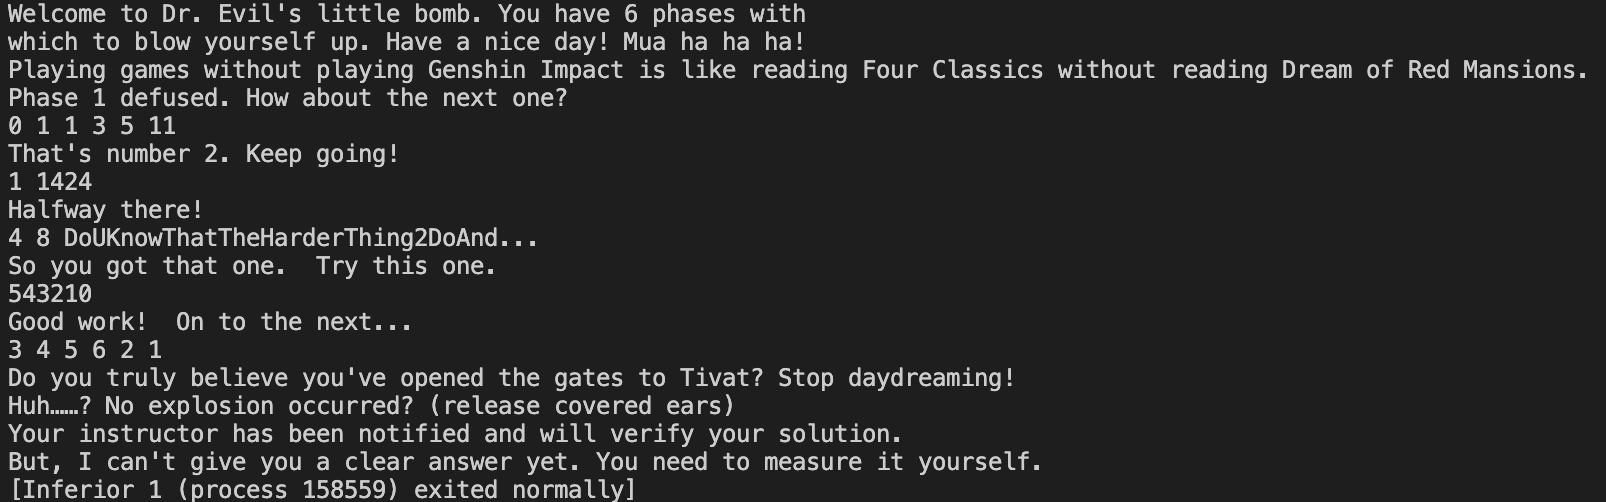 Welcome to Dr. Evil's little bomb. You have 6 phases with
which to blow yourself up. Have a nice day! Mua ha ha ha!
Playing games without playing Genshin Impact is like reading Four Classics without reading Dream of Red Mansions.
Phase 1 defused. How about the next one?
0 1 1 3 5 11
That's number 2. Keep going!
1 1424
Halfway there!
4 8 DoUKnowThatTheHarderThing2DoAnd...
So you got that one.  Try this one.
543210
Good work!  On to the next...
3 4 5 6 2 1
Do you truly believe you've opened the gates to Tivat? Stop daydreaming!
Huh……? No explosion occurred? (release covered ears)
Your instructor has been notified and will verify your solution.
But, I can't give you a clear answer yet. You need to measure it yourself.
[Inferior 1 (process 158559) exited normally]